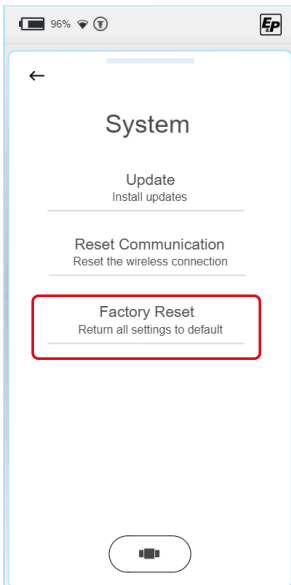 96% T EP
System
Update
Install updates
Reset Communication
Reset the wireless connection
Factory Reset
Return all settings to default